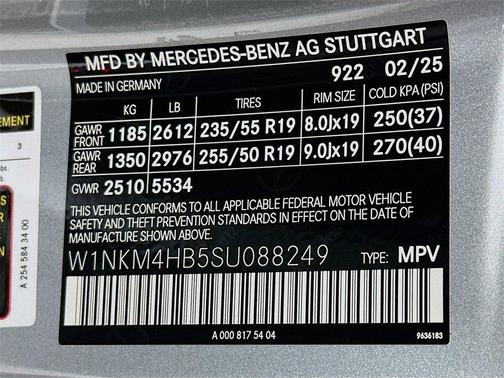 MFD BY MERCEDES-BENZ AG STUTTGART
MADE IN GERMANY 922 02/25
KG LB TIRES RIM SIZE COLD KPA(PSI)
GAWR FRONT 1185 2612 235/55 R19 8.0Jx19 250(37)
GAWR REAR 1350 2976 255/50 R19 9.0Jx19 270(40)
GVWR 2510 5534
THIS VEHICLE CONFORMS TO ALL APPLICABLE FEDERAL MOTOR VEHICLE
SAFETY AND THEFT PREVENTION STANDARDS IN EFFECT ON THE DATE
OF MANUFACTURE SHOWN ABOVE.
W1NKM4HB5SU088249 TYPE: MPV
A 000 817 54 04 9636183
EMENT
3
lbs.
A 254 584 34 00